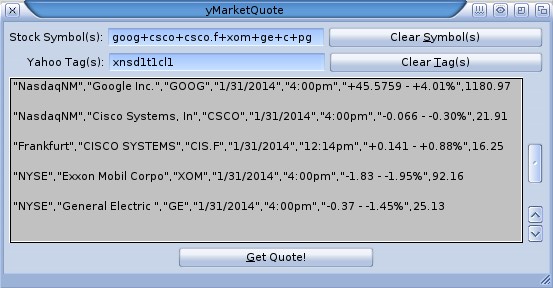 yMarketQuote
Stock Symbol(s): goog+csco+csco.f+xom+ge+c+pg Clear Symbol(s)
Yahoo Tag(s): xnsd1t1cl1 Clear Tag(s)
"NasdaqNM","Google Inc.","GOOG","1/31/2014","4:00pm","+45.5759 - +4.01%",1180.97
"NasdaqNM","Cisco Systems, In","CSCO","1/31/2014","4:00pm","-0.066 - -0.30%",21.91
"Frankfurt","CISCO SYSTEMS","CIS.F","1/31/2014","12:14pm","+0.141 - +0.88%",16.25
"NYSE","Exxon Mobil Corpo","XOM","1/31/2014","4:00pm","-1.83 - -1.95%",92.16
"NYSE","General Electric ","GE","1/31/2014","4:00pm","-0.37 - -1.45%",25.13
Get Quote!